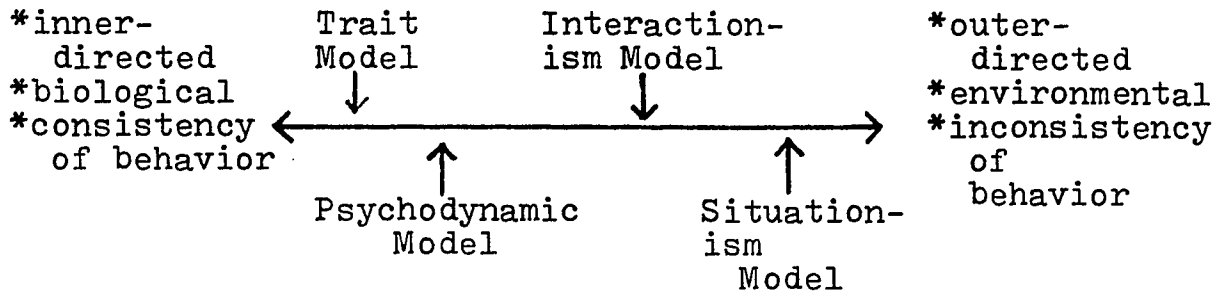 *inner-
directed
*biological
*consistency
of behavior
Trait
Model
Interaction-
ism Model
*outer-
directed
*environmental
*inconsistency
of
behavior
Psychodynamic
Model
Situation-
ism
Model